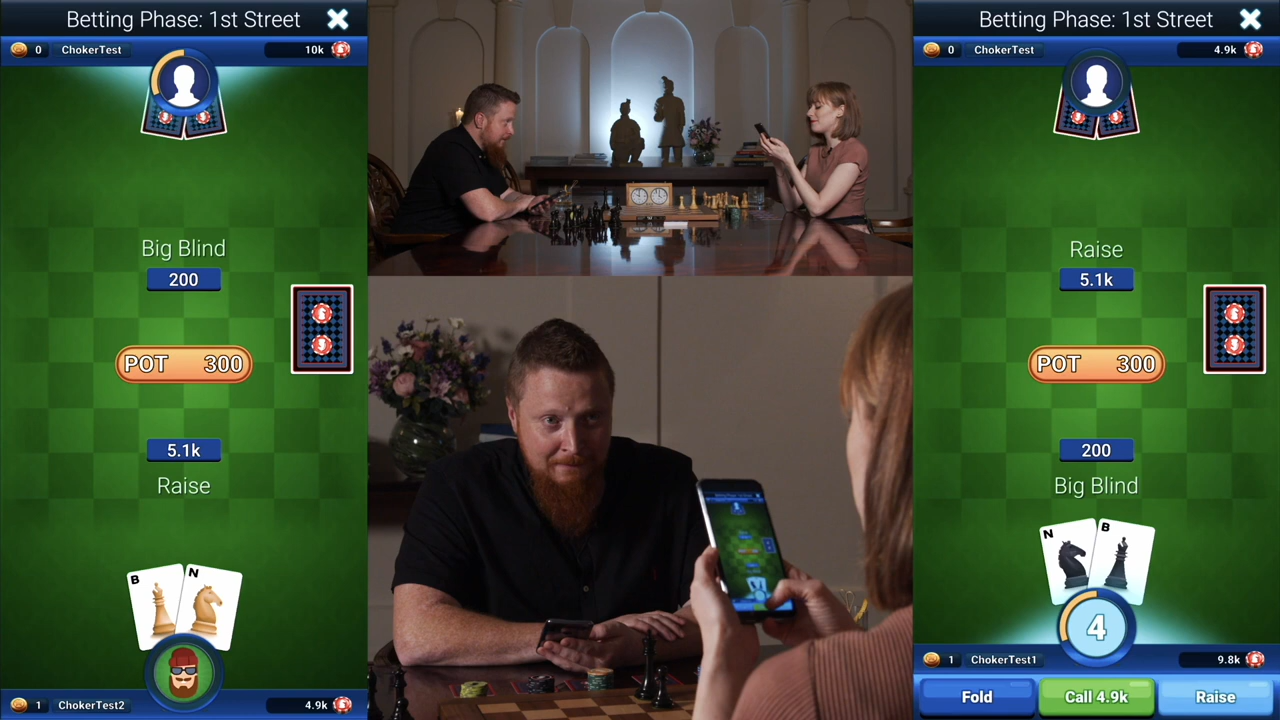 Betting Phase: 1st Street
0 ChokerTest 10k
Big Blind
200
POT 300
5.1k
Raise
B N
1 ChokerTest2 4.9k
Betting Phase: 1st Street
0 ChokerTest 4.9k
Raise
5.1k
POT 300
200
Big Blind
N B
4
1 ChokerTest1 9.8k
Fold Call 4.9k Raise